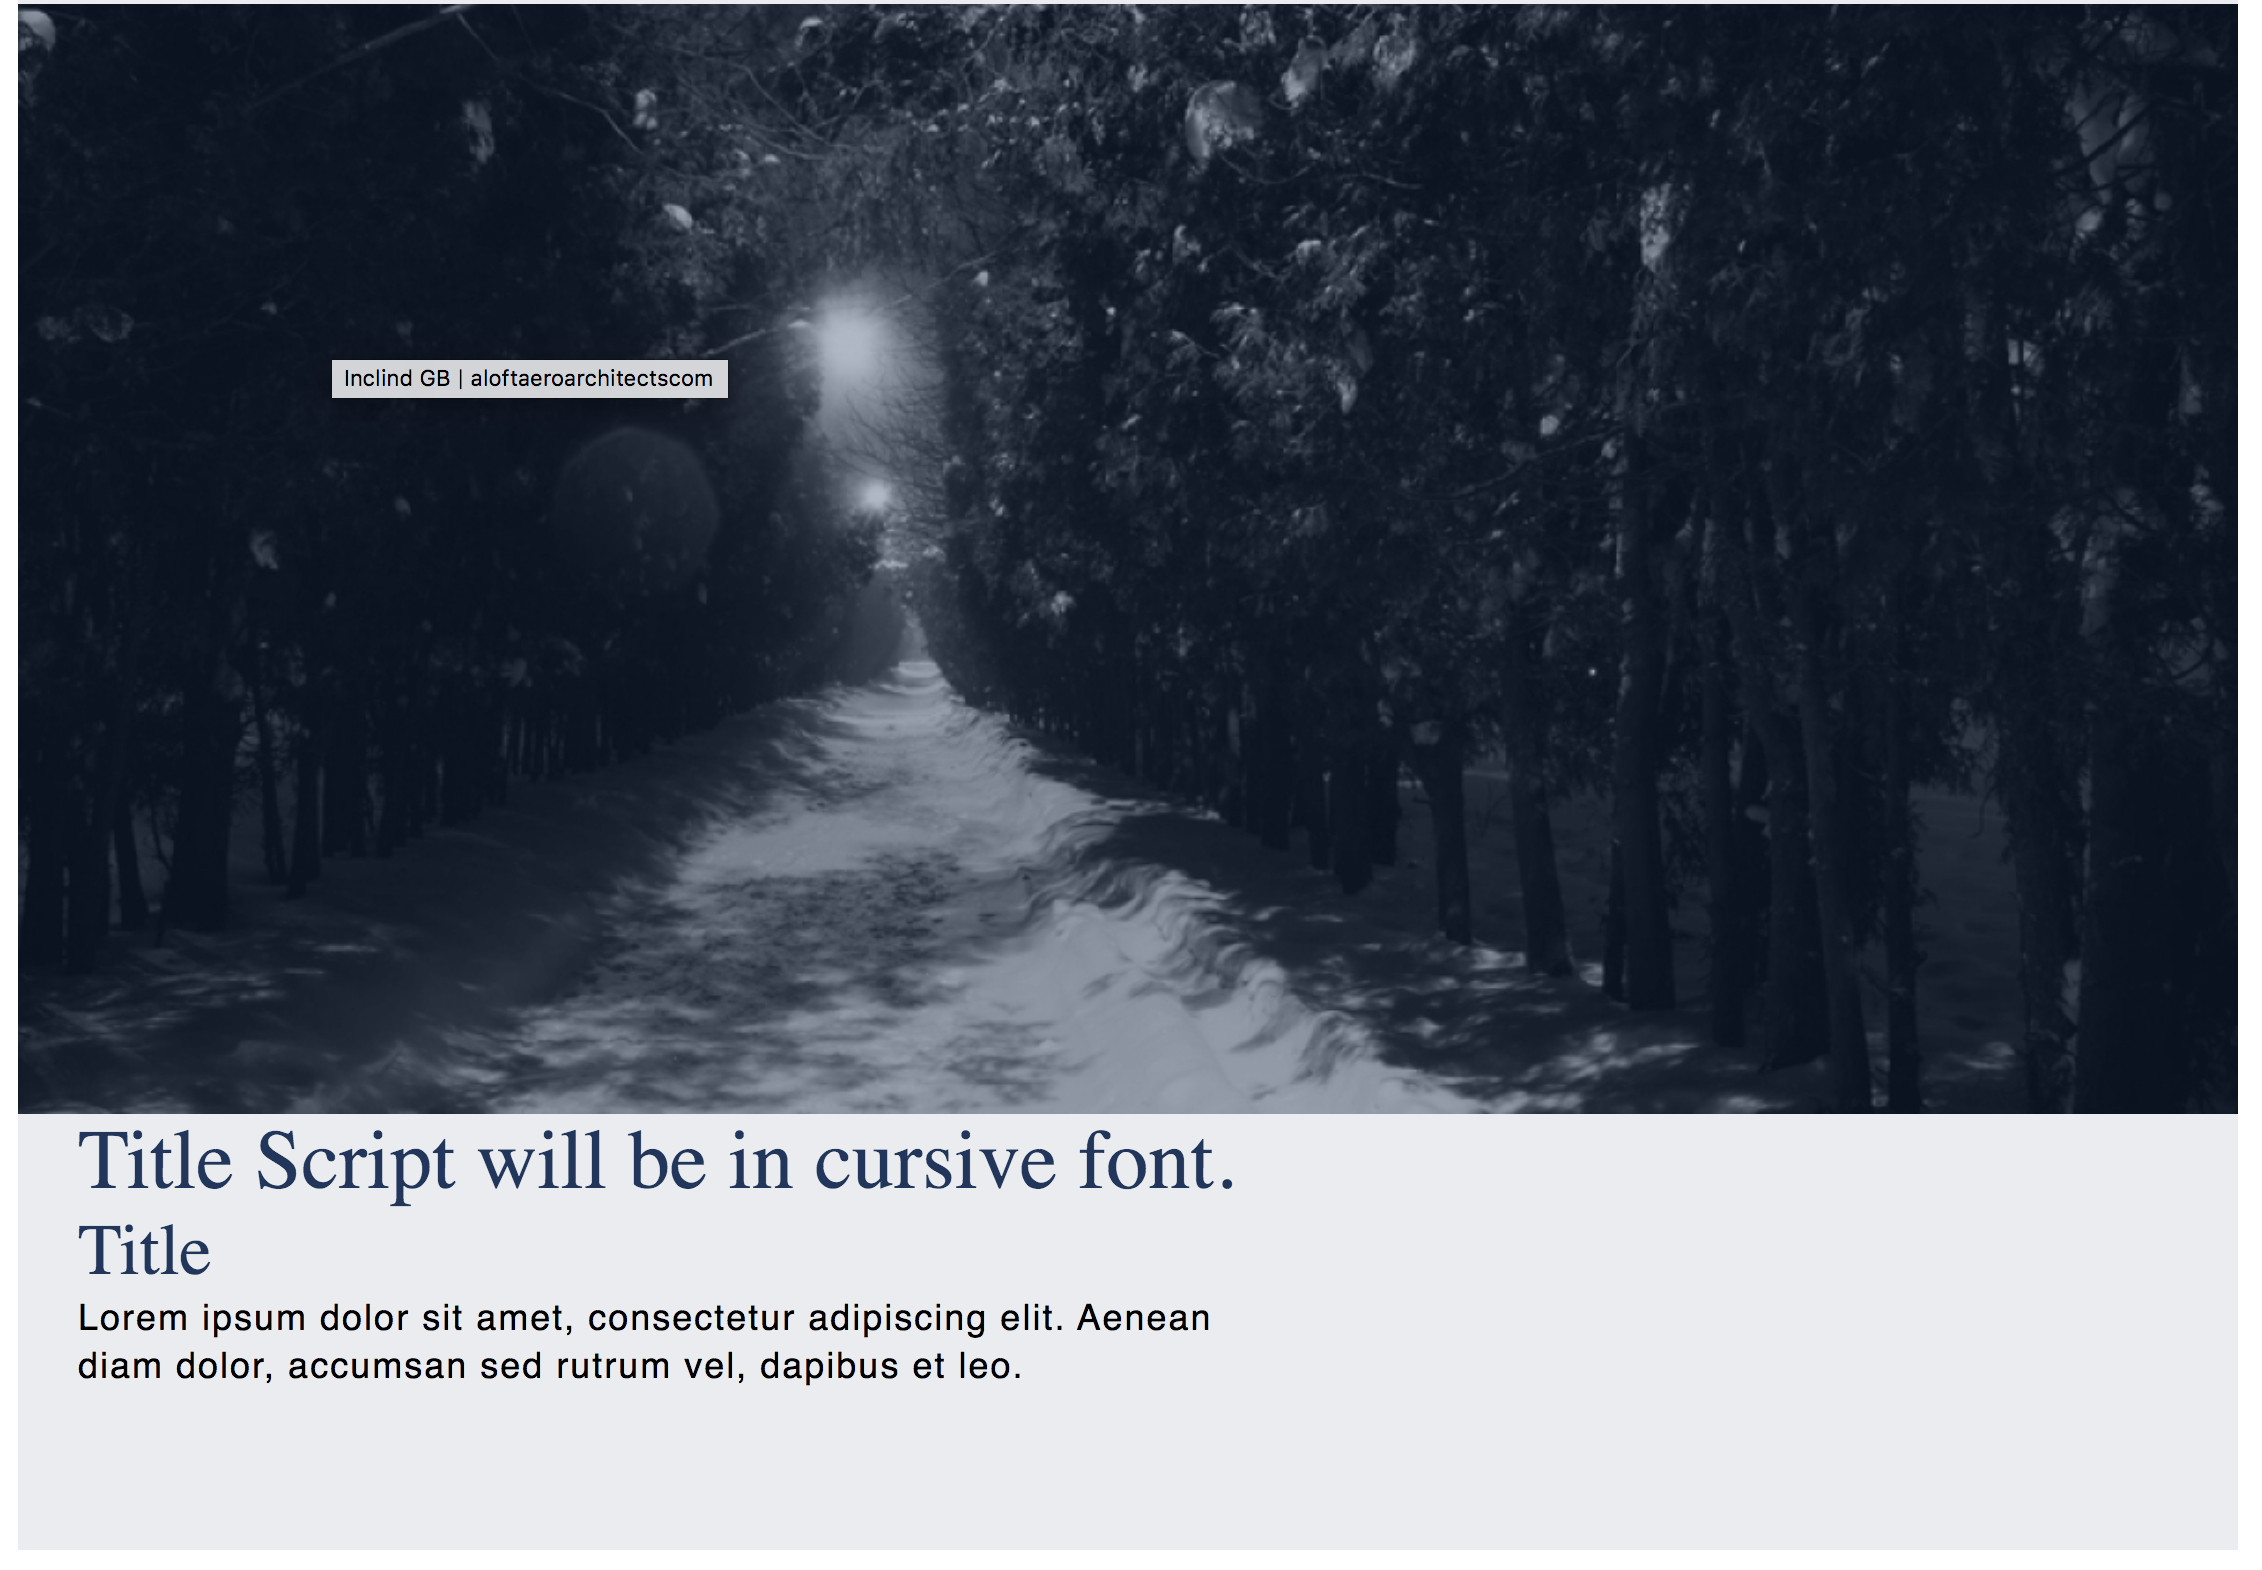 Inclind GB | aloftaeroarchitectscom
Title Script will be in cursive font.
Title
Lorem ipsum dolor sit amet, consectetur adipiscing elit. Aenean
diam dolor, accumsan sed rutrum vel, dapibus et leo.